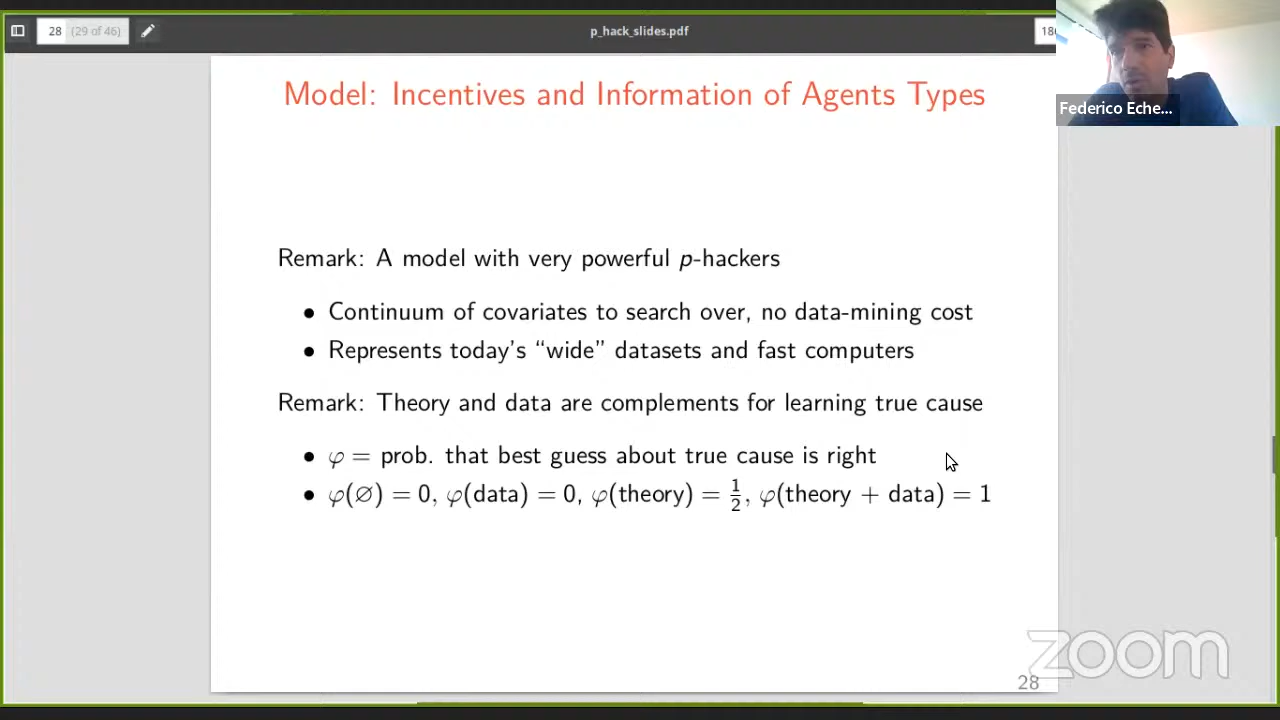 28 (29 of 46)
p_hack_slides.pdf
Federico Eche...
Model: Incentives and Information of Agents Types
Remark: A model with very powerful p-hackers
• Continuum of covariates to search over, no data-mining cost
• Represents today's “wide” datasets and fast computers
Remark: Theory and data are complements for learning true cause
• φ = prob. that best guess about true cause is right
• φ(∅) = 0, φ(data) = 0, φ(theory) = 1/2, φ(theory + data) = 1
zoom
28